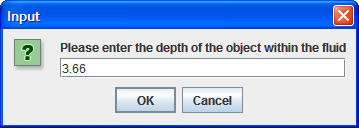 Input
Please enter the depth of the object within the fluid
3.66
OK
Cancel